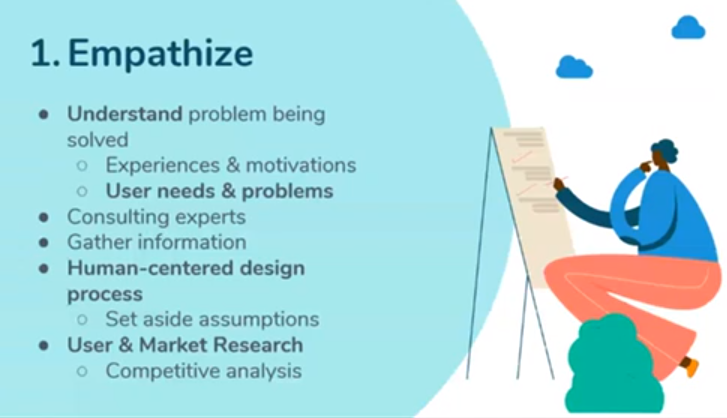 1. Empathize
● Understand problem being
solved
○ Experiences & motivations
○ User needs & problems
● Consulting experts
● Gather information
● Human-centered design
process
○ Set aside assumptions
● User & Market Research
○ Competitive analysis